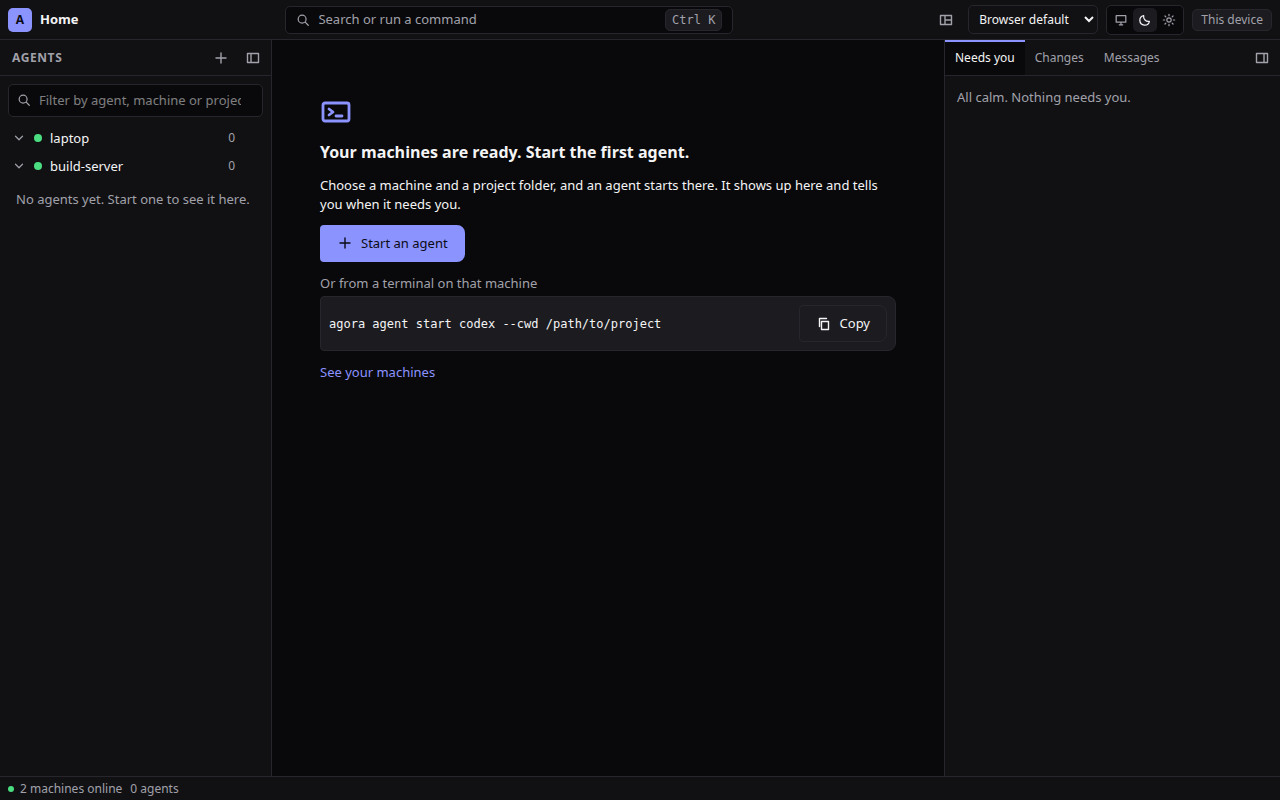 A Home
Search or run a command Ctrl K
Browser default
This device
AGENTS
Filter by agent, machine or projec
laptop 0
build-server 0
No agents yet. Start one to see it here.
Your machines are ready. Start the first agent.
Choose a machine and a project folder, and an agent starts there. It shows up here and tells
you when it needs you.
Start an agent
Or from a terminal on that machine
agora agent start codex --cwd /path/to/project
Copy
See your machines
Needs you Changes Messages
All calm. Nothing needs you.
2 machines online 0 agents